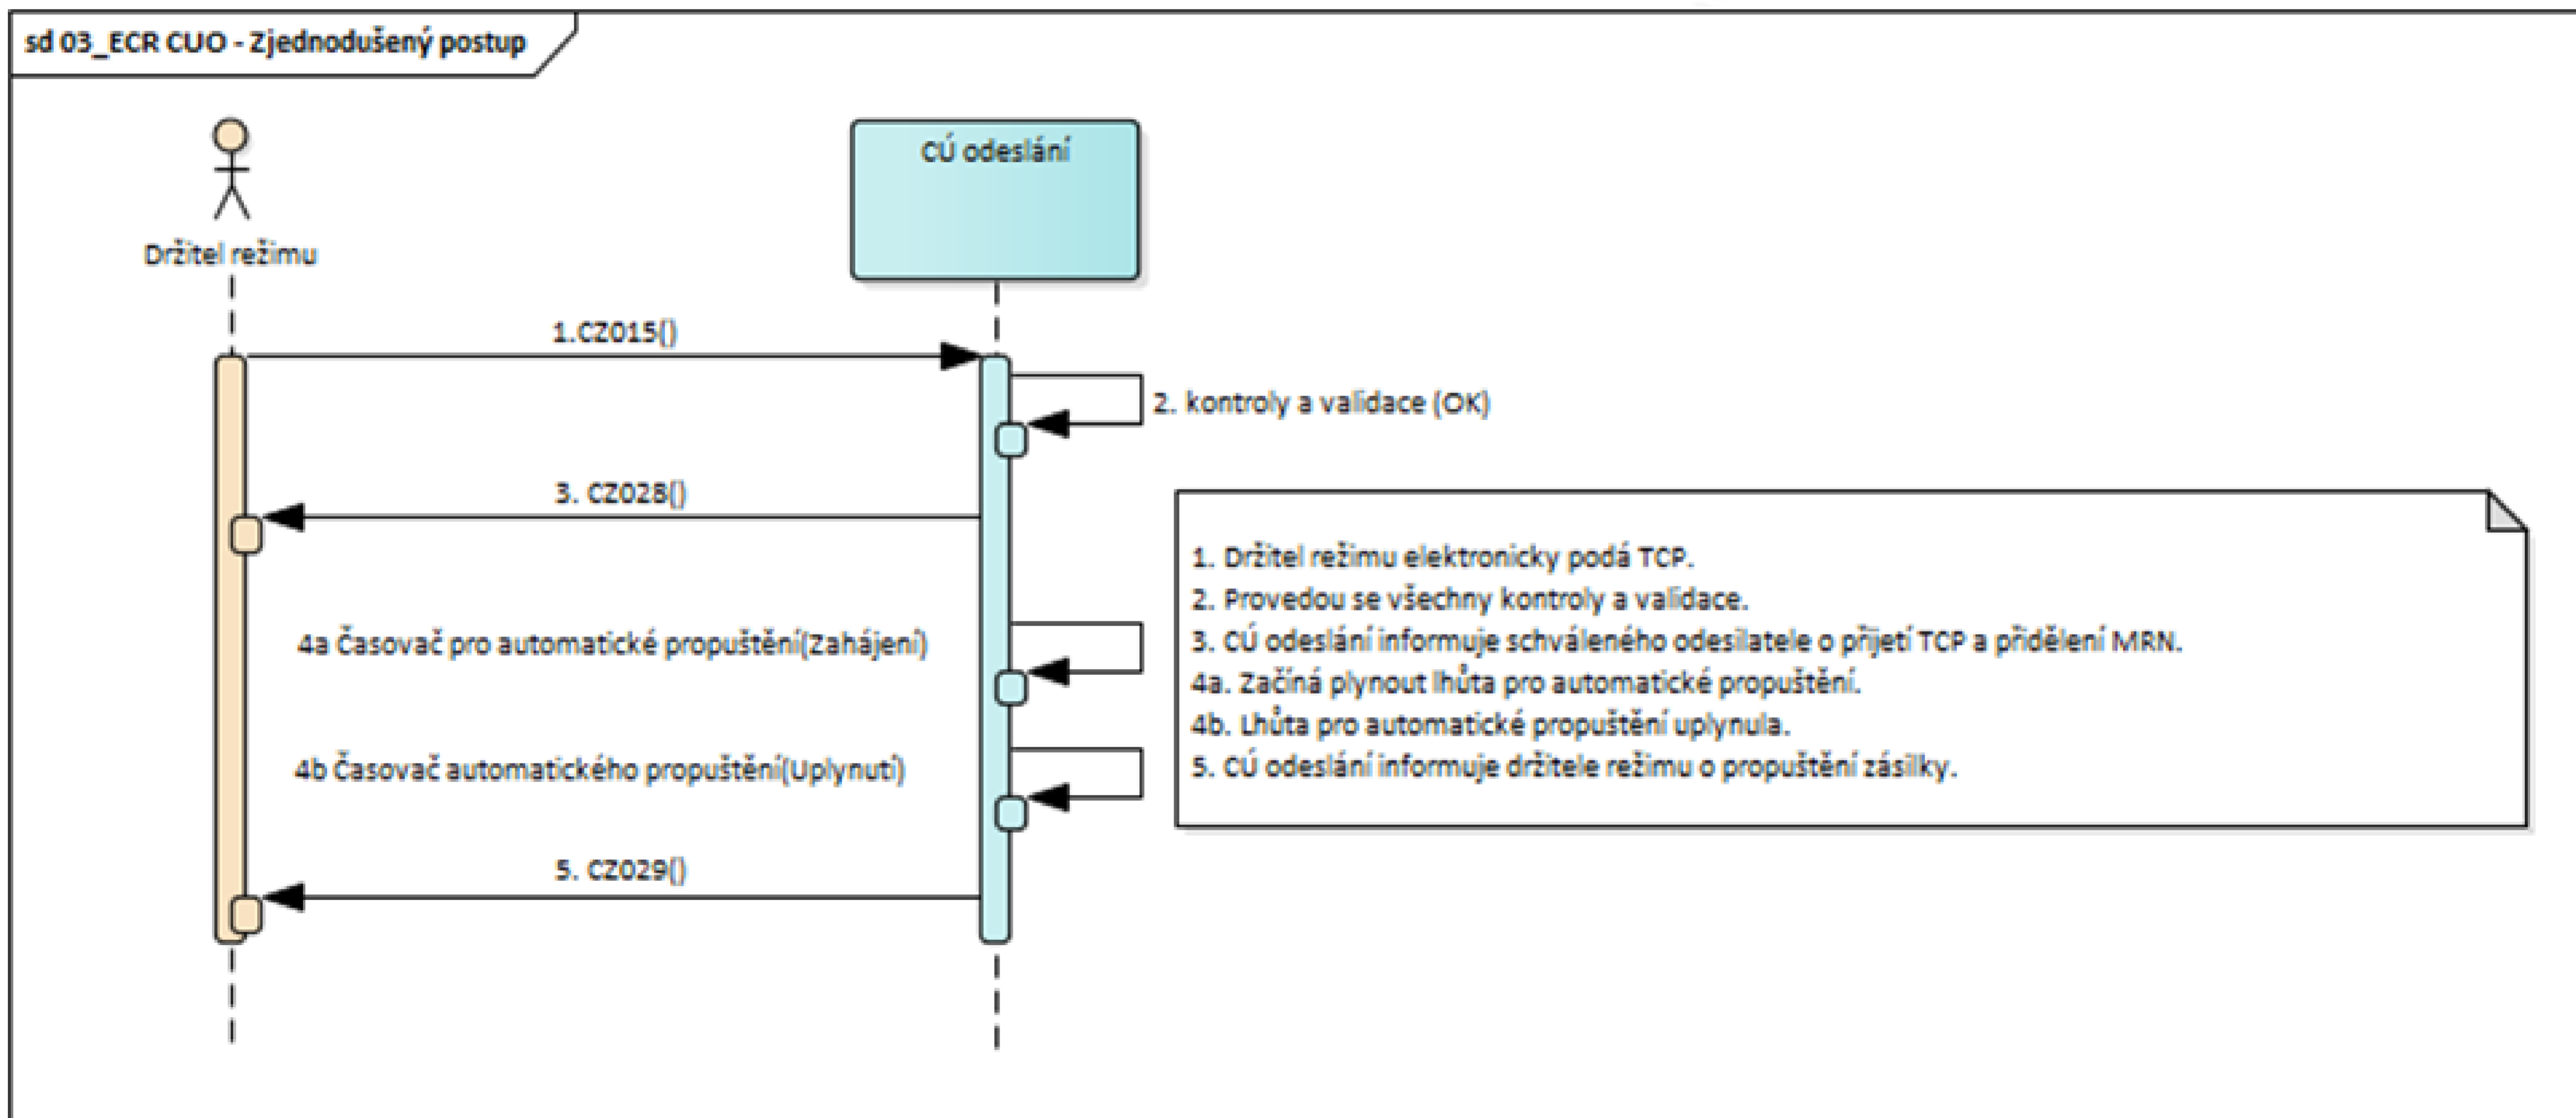 sd 03_ECR CUO - Zjednodušený postup
CÚ odeslání
Držitel režimu
1.CZ015()
2. kontroly a validace (OK)
3. CZ028()
4a Časovač pro automatické propuštění(Zahájení)
4b Časovač automatického propuštění(Uplynutí)
5. CZ029()
1. Držitel režimu elektronicky podá TCP.
2. Provedou se všechny kontroly a validace.
3. CÚ odeslání informuje schváleného odesilatele o přijetí TCP a přidělení MRN.
4a. Začíná plynout lhůta pro automatické propuštění.
4b. Lhůta pro automatické propuštění uplynula.
5. CÚ odeslání informuje držitele režimu o propuštění zásilky.